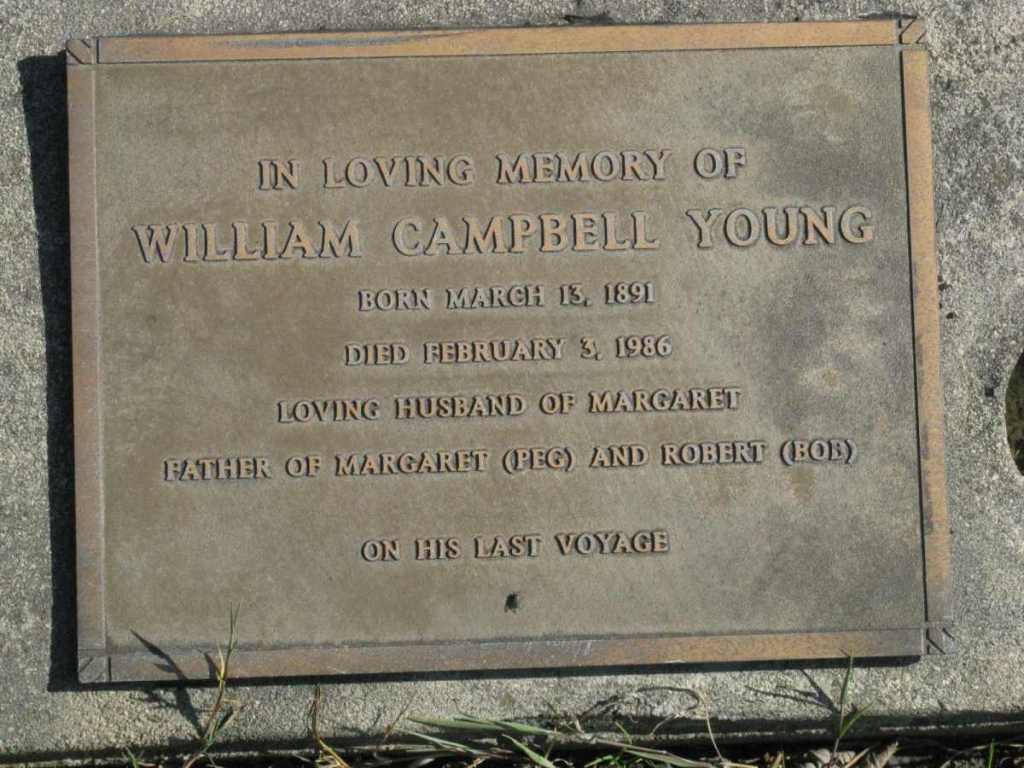 IN LOVING MEMORY OF
WILLIAM CAMPBELL YOUNG
BORN MARCH 13, 1891
DIED FEBRUARY 3, 1986
LOVING HUSBAND OF MARGARET
FATHER OF MARGARET (PEG) AND ROBERT (BOB)
ON HIS LAST VOYAGE